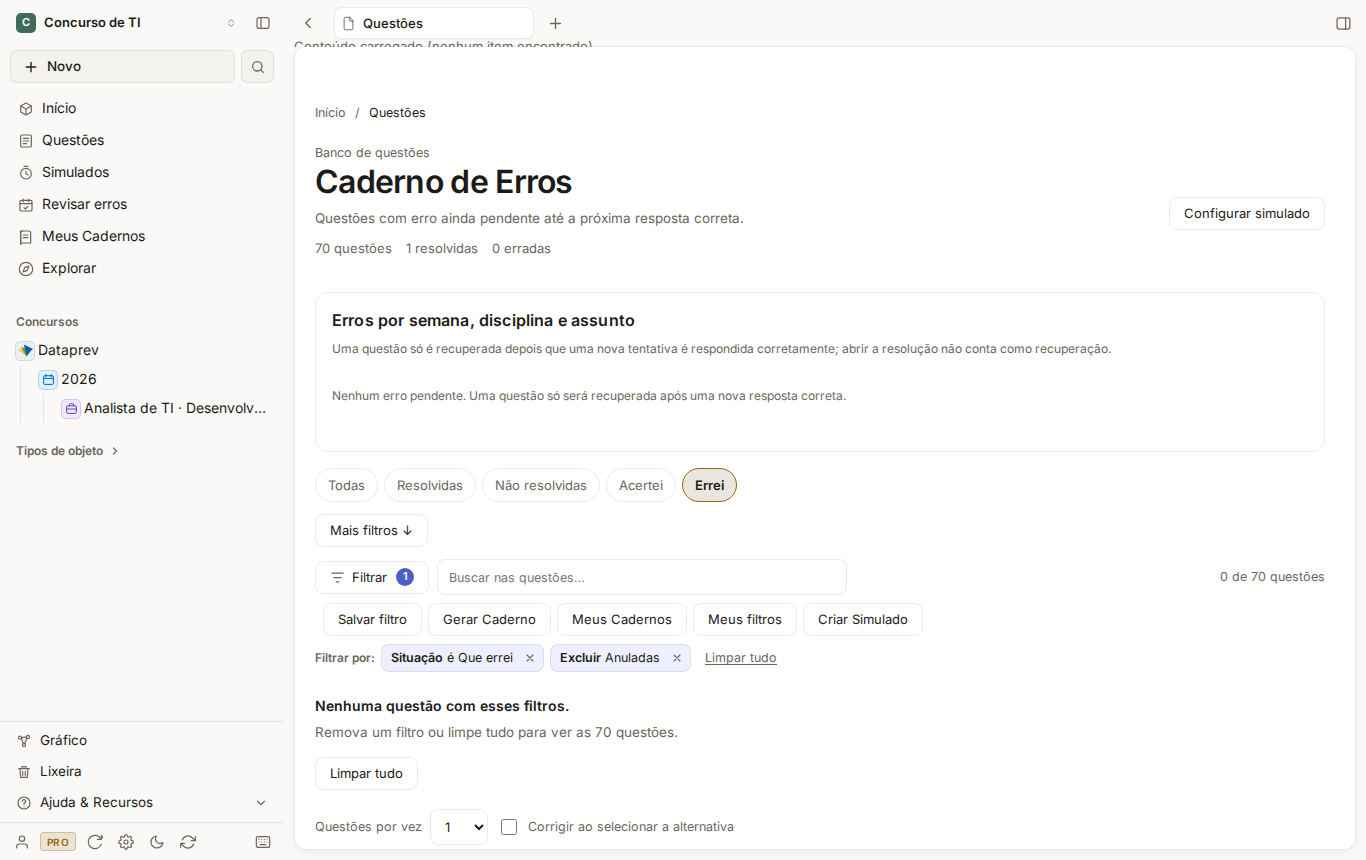 C Concurso de TI
Novo
Início
Questões
Simulados
Revisar erros
Meus Cadernos
Explorar
Concursos
Dataprev
2026
Analista de TI · Desenvolv...
Tipos de objeto
Gráfico
Lixeira
Ajuda & Recursos
PRO
Questões
Conteúdo carregado (nenhum item encontrado)
Início / Questões
Banco de questões
Caderno de Erros
Questões com erro ainda pendente até a próxima resposta correta.
Configurar simulado
70 questões 1 resolvidas 0 erradas
Erros por semana, disciplina e assunto
Uma questão só é recuperada depois que uma nova tentativa é respondida corretamente; abrir a resolução não conta como recuperação.
Nenhum erro pendente. Uma questão só será recuperada após uma nova resposta correta.
Todas Resolvidas Não resolvidas Acertei Errei
Mais filtros ↓
Filtrar 1 Buscar nas questões... 0 de 70 questões
Salvar filtro Gerar Caderno Meus Cadernos Meus filtros Criar Simulado
Filtrar por: Situação é Que errei × Excluir Anuladas × Limpar tudo
Nenhuma questão com esses filtros.
Remova um filtro ou limpe tudo para ver as 70 questões.
Limpar tudo
Questões por vez 1 Corrigir ao selecionar a alternativa